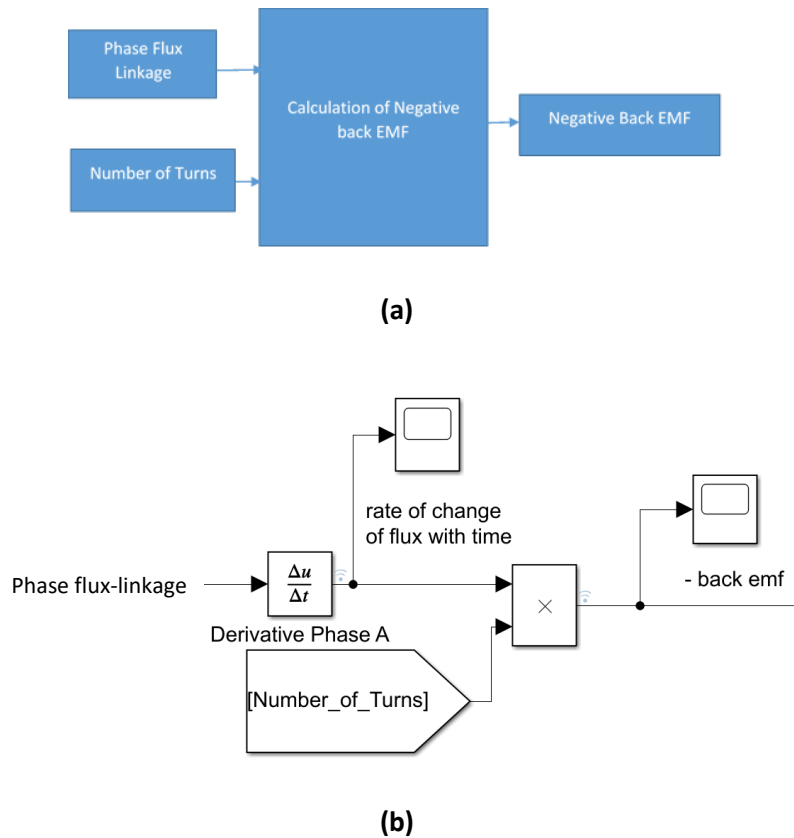 Phase Flux
Linkage
Calculation of Negative
back EMF
Negative Back EMF
Number of Turns
(a)
rate of change
of flux with time
Phase flux-linkage
Δu
Δt
×
- back emf
Derivative Phase A
[Number_of_Turns]
(b)